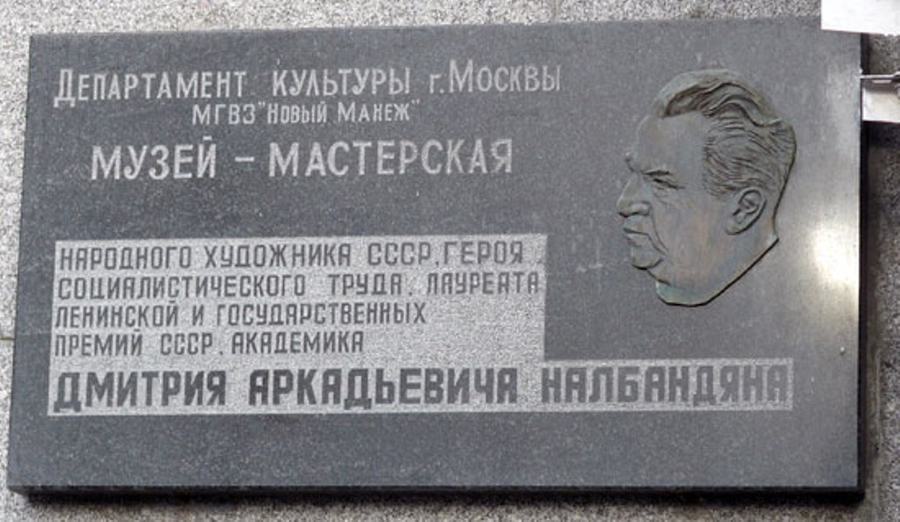 ДЕПАРТАМЕНТ КУЛЬТУРЫ г. МОСКВЫ
МГВЗ "НОВЫЙ МАНЕЖ"
МУЗЕЙ – МАСТЕРСКАЯ
НАРОДНОГО ХУДОЖНИКА СССР, ГЕРОЯ
СОЦИАЛИСТИЧЕСКОГО ТРУДА, ЛАУРЕАТА
ЛЕНИНСКОЙ И ГОСУДАРСТВЕННЫХ
ПРЕМИЙ СССР, АКАДЕМИКА
ДМИТРИЯ АРКАДЬЕВИЧА НАЛБАНДЯНА